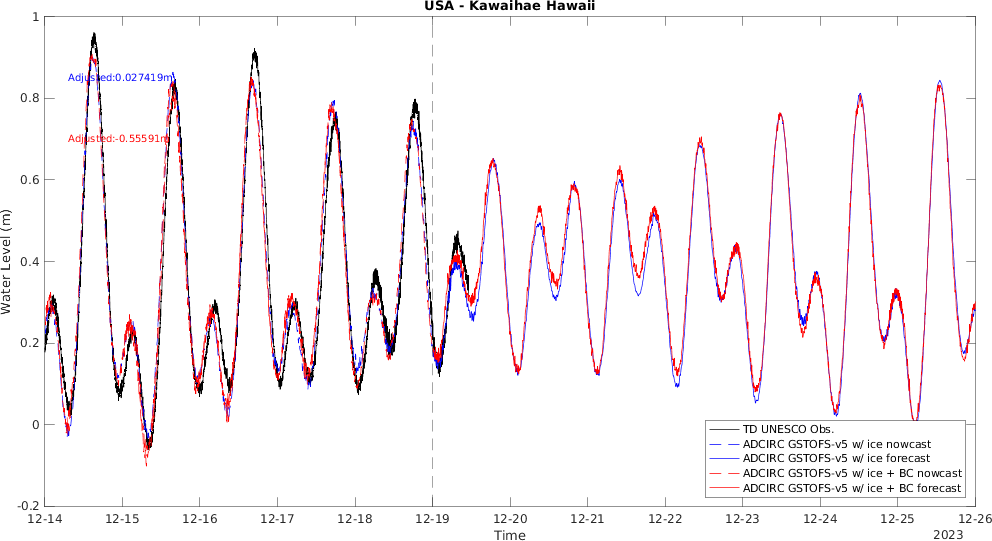 USA - Kawaihae Hawaii
1
0.8
0.6
0.4
0.2
0
-0.2
Water Level (m)
Adjusted:0.027419m
Adjusted:-0.55591m
TD UNESCO Obs.
ADCIRC GSTOFS-v5 w/ ice nowcast
ADCIRC GSTOFS-v5 w/ ice forecast
ADCIRC GSTOFS-v5 w/ ice + BC nowcast
ADCIRC GSTOFS-v5 w/ ice + BC forecast
12-14 12-15 12-16 12-17 12-18 12-19 12-20 12-21 12-22 12-23 12-24 12-25 12-26
Time
2023